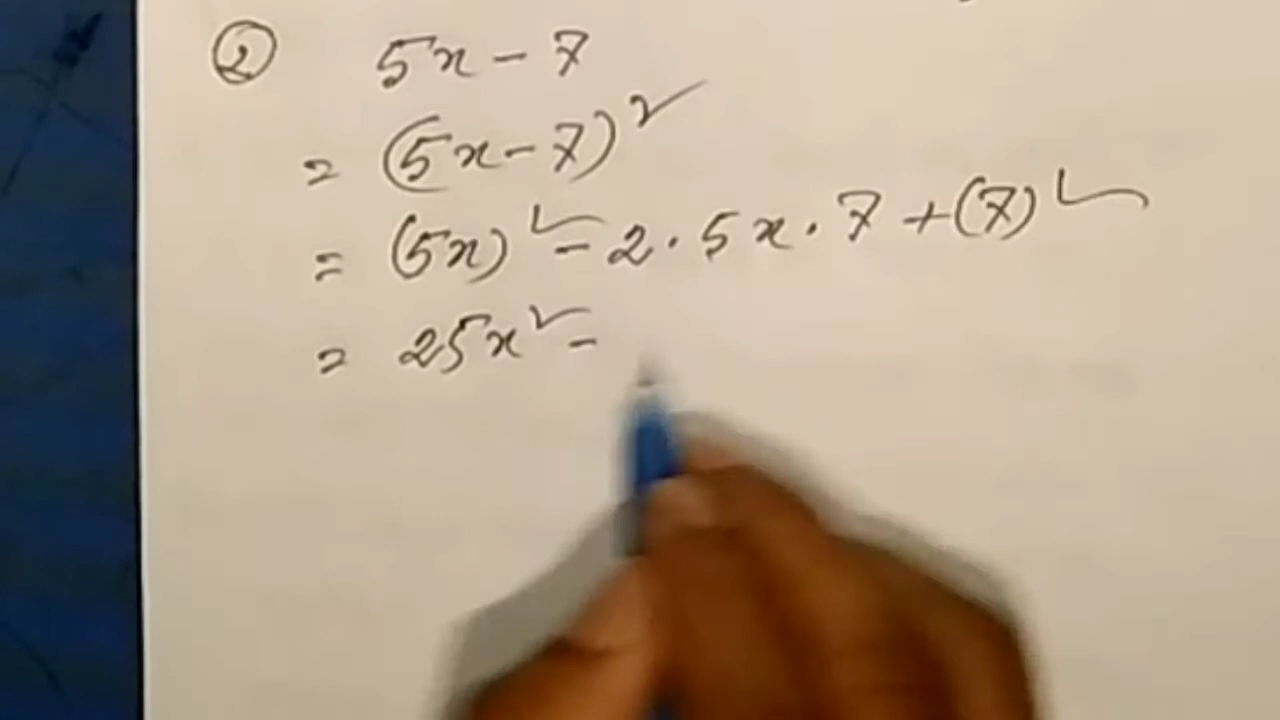 ② 5x - 7
= (5x - 7)²
= (5x)² - 2 · 5x · 7 + (7)²
= 25x² -